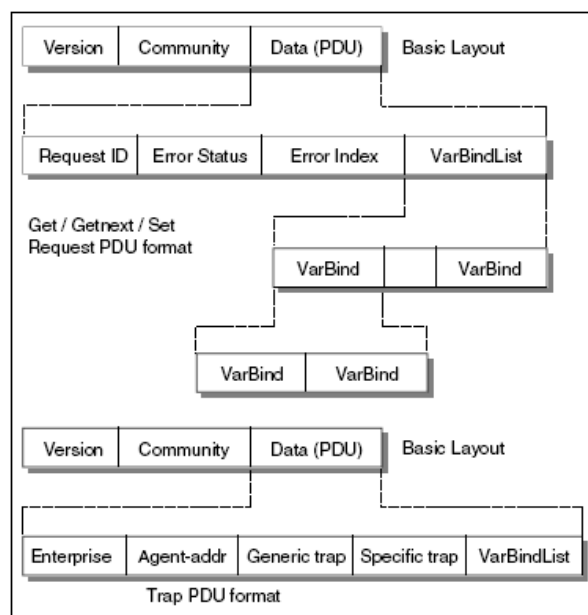 Version Community Data (PDU) Basic Layout
Request ID Error Status Error Index VarBindList
Get / Getnext / Set
Request PDU format
VarBind VarBind
VarBind VarBind
Version Community Data (PDU) Basic Layout
Enterprise Agent-addr Generic trap Specific trap VarBindList
Trap PDU format